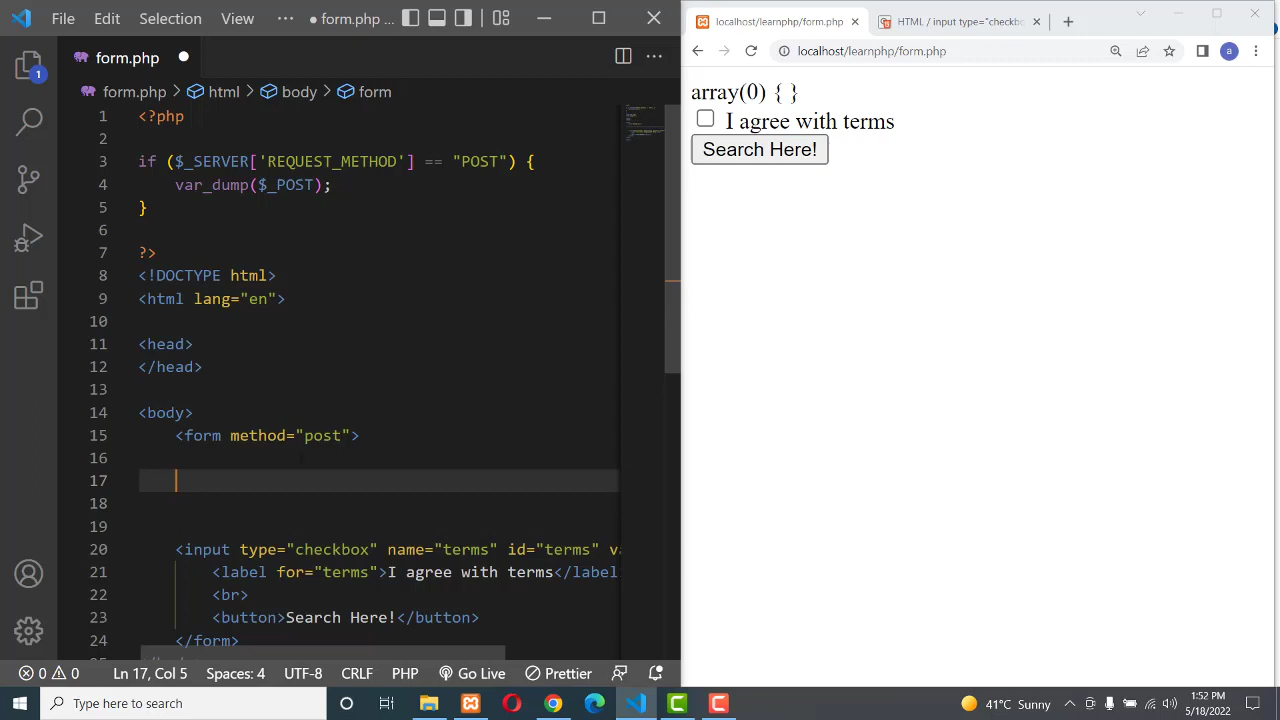 File Edit Selection View ··· ● form.php ...
localhost/learnphp/form.php
HTML / input type="checkb
form.php ●
localhost/learnphp/form.php
a
1
form.php > html > body > form
array(0) { }
I agree with terms
Search Here!
1 <?php
2
3 if ($_SERVER['REQUEST_METHOD'] == "POST") {
4 var_dump($_POST);
5 }
6
7 ?>
8 <!DOCTYPE html>
9 <html lang="en">
10
11 <head>
12 </head>
13
14 <body>
15 <form method="post">
16
17
18
19
20 <input type="checkbox" name="terms" id="terms" va
21 <label for="terms">I agree with terms</label
22 <br>
23 <button>Search Here!</button>
24 </form>
0 0 Ln 17, Col 5 Spaces: 4 UTF-8 CRLF PHP Go Live Prettier
Type here to search
41°C Sunny
1:52 PM
5/18/2022